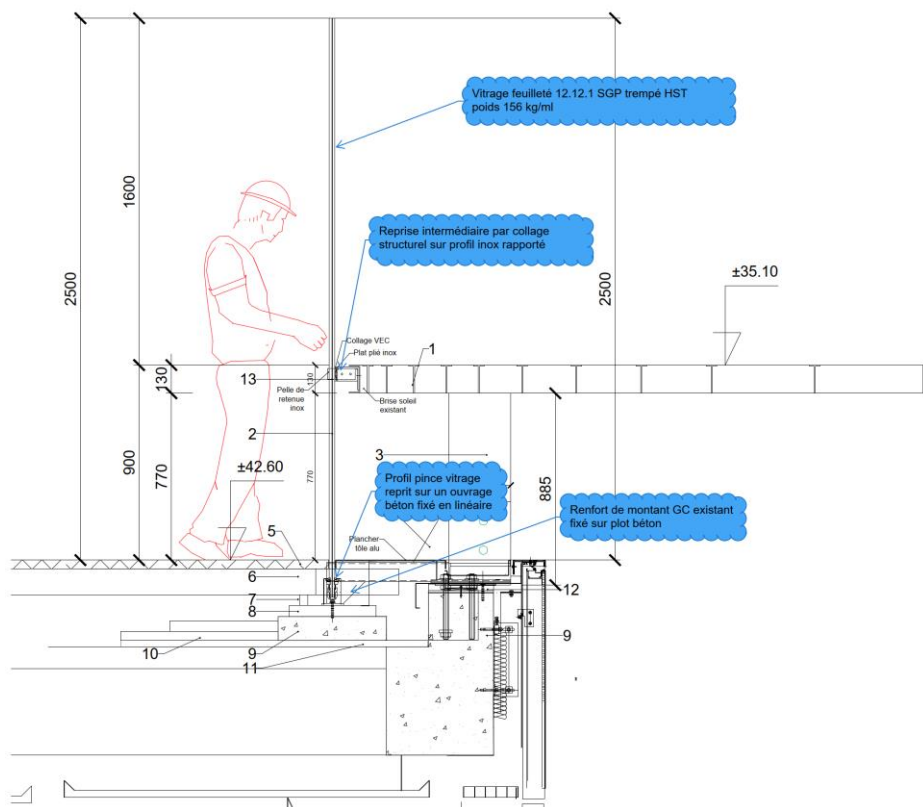 Vitrage feuilleté 12.12.1 SGP trempé HST
poids 156 kg/ml
1600
2500
2500
Reprise intermédiaire par collage
structurel sur profil inox rapporté
±35.10
Collage VEC
Plat plié inox
1
130
13
130
Pelle de
retenue
inox
Brise soleil
existant
2
900
770
770
3
885
±42.60
Profil pince vitrage
reprit sur un ouvrage
béton fixé en linéaire
Renfort de montant GC existant
fixé sur plot béton
5
Plancher
tôle alu
6
12
7
8
9
9
10
11